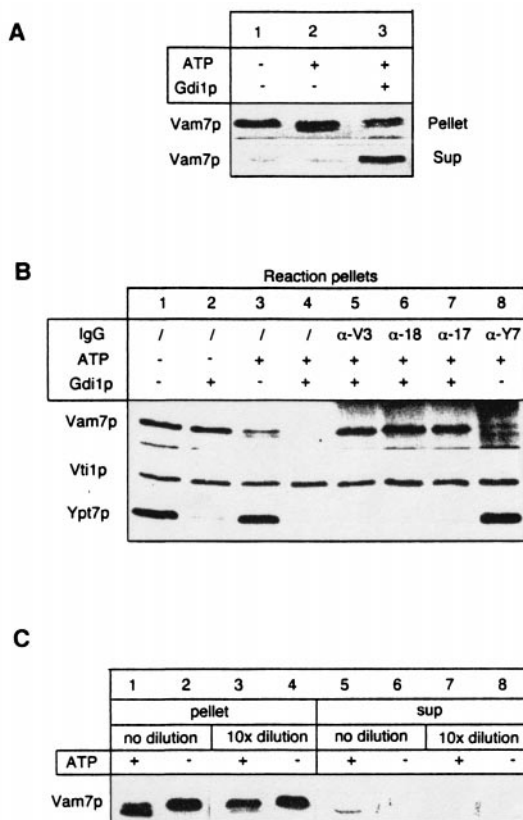 A
1 2 3
ATP - + +
Gdi1p - - +
Vam7p Pellet
Vam7p Sup
B
Reaction pellets
1 2 3 4 5 6 7 8
IgG / / / / α-V3 α-18 α-17 α-Y7
ATP - - + + + + + +
Gdi1p - + - + + + + -
Vam7p
Vti1p
Ypt7p
C
1 2 3 4 5 6 7 8
pellet sup
no dilution 10x dilution no dilution 10x dilution
ATP + - + - + - + -
Vam7p